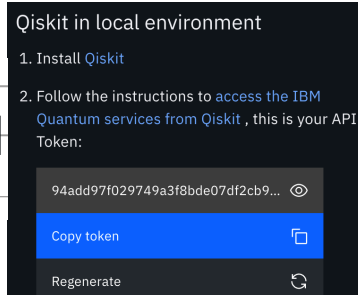 Qiskit in local environment
1. Install Qiskit
2. Follow the instructions to access the IBM
Quantum services from Qiskit , this is your API
Token:
94add97f029749a3f8bde07df2cb9...
Copy token
Regenerate